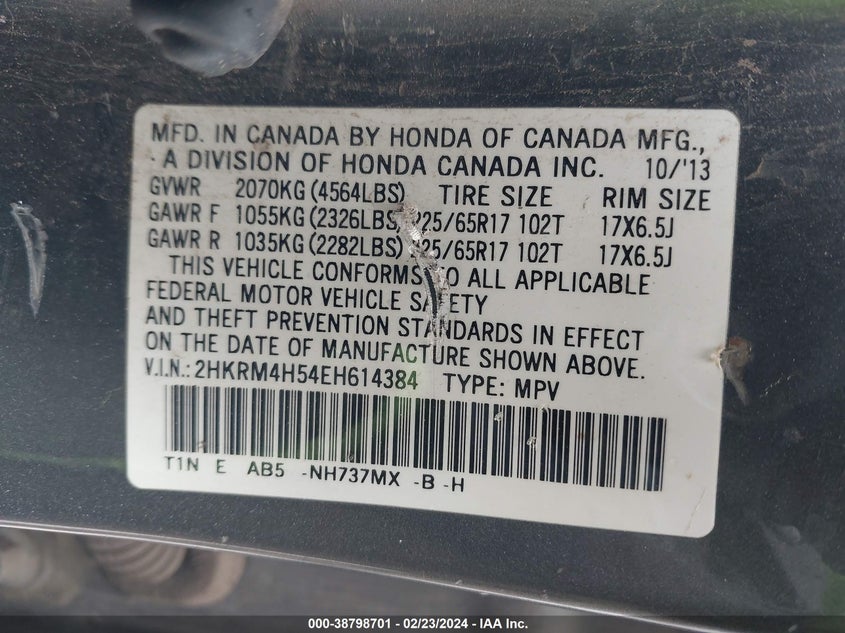 MFD. IN CANADA BY HONDA OF CANADA MFG.,
A DIVISION OF HONDA CANADA INC. 10/'13
GVWR 2070KG (4564LBS) TIRE SIZE RIM SIZE
GAWR F 1055KG (2326LBS) 25/65R17 102T 17X6.5J
GAWR R 1035KG (2282LBS) 25/65R17 102T 17X6.5J
THIS VEHICLE CONFORMS TO ALL APPLICABLE
FEDERAL MOTOR VEHICLE SAFETY
AND THEFT PREVENTION STANDARDS IN EFFECT
ON THE DATE OF MANUFACTURE SHOWN ABOVE.
V.I.N.: 2HKRM4H54EH614384 TYPE: MPV
T1N E AB5 -NH737MX -B -H
000-38798701 - 02/23/2024 - IAA Inc.